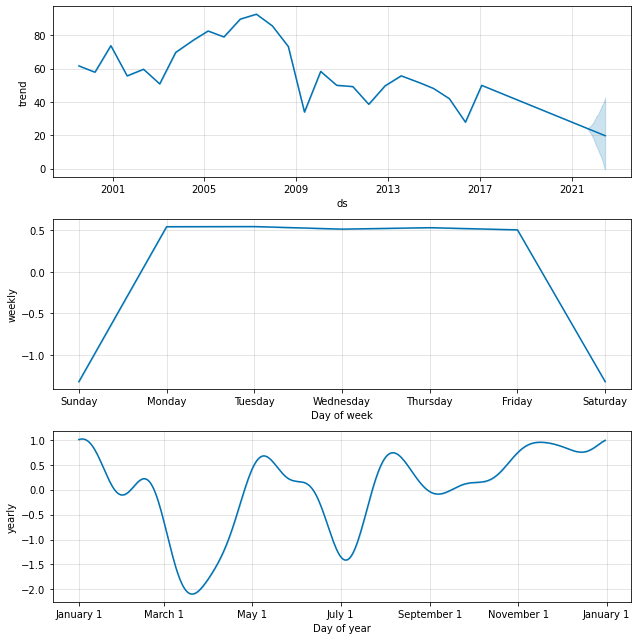 80
60
40
20
0
trend
2001 2005 2009 2013 2017 2021
ds
0.5
0.0
−0.5
−1.0
weekly
Sunday Monday Tuesday Wednesday Thursday Friday Saturday
Day of week
1.0
0.5
0.0
−0.5
−1.0
−1.5
−2.0
yearly
January 1 March 1 May 1 July 1 September 1 November 1 January 1
Day of year